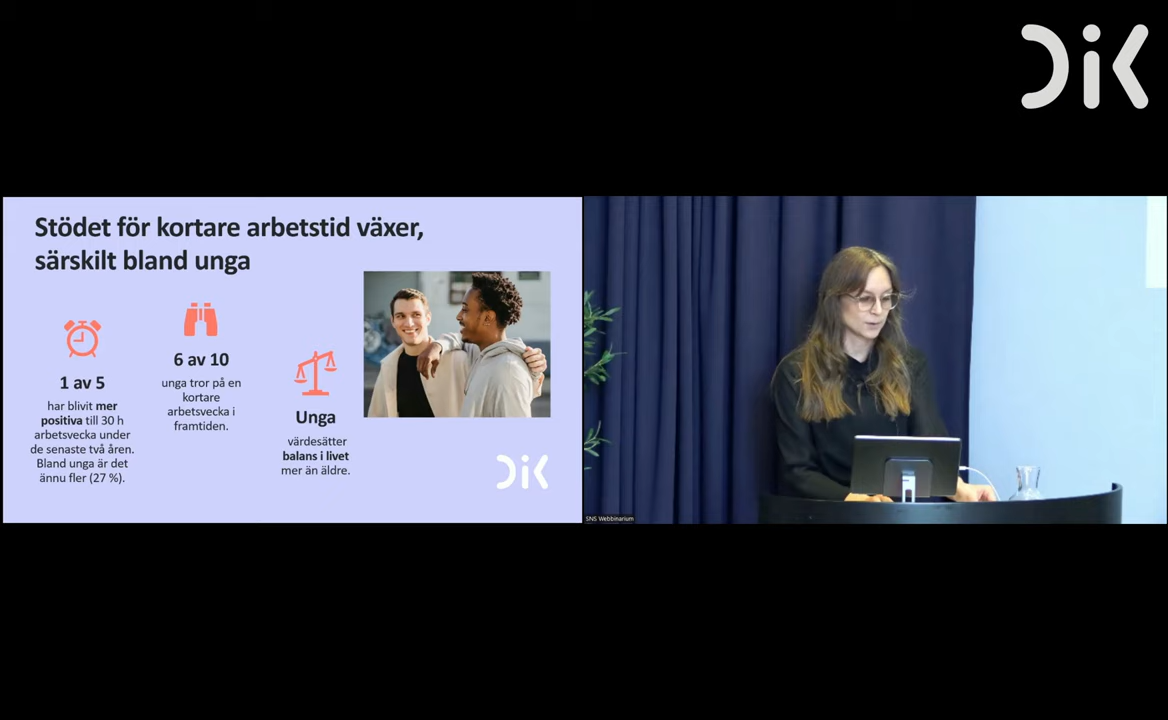 DiK
Stödet för kortare arbetstid växer,
särskilt bland unga
1 av 5
har blivit mer
positiva till 30 h
arbetsvecka under
de senaste två åren.
Bland unga är det
ännu fler (27 %).
6 av 10
unga tror på en
kortare
arbetsvecka i
framtiden.
Unga
värdesätter
balans i livet
mer än äldre.
DiK
SNS Webbinarium